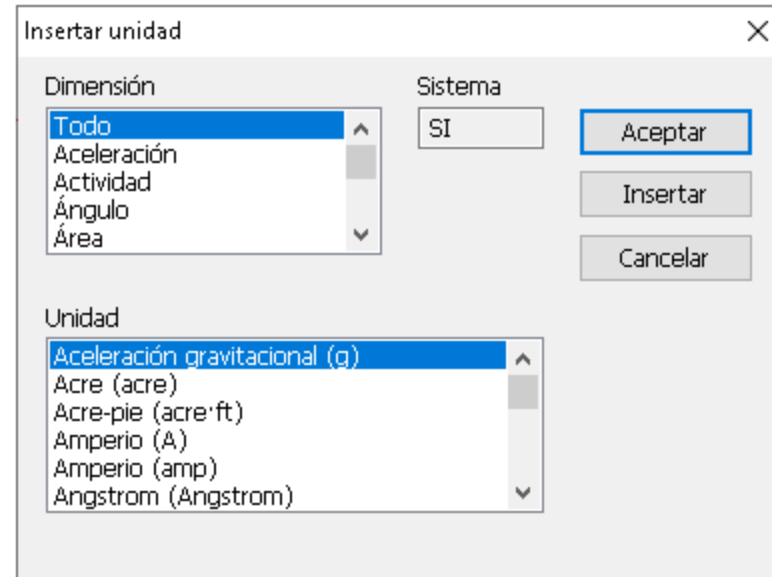 Insertar unidad
Dimensión
Sistema
Todo
Aceleración
Actividad
Ángulo
Área
SI
Aceptar
Insertar
Cancelar
Unidad
Aceleración gravitacional (g)
Acre (acre)
Acre-pie (acre·ft)
Amperio (A)
Amperio (amp)
Angstrom (Angstrom)